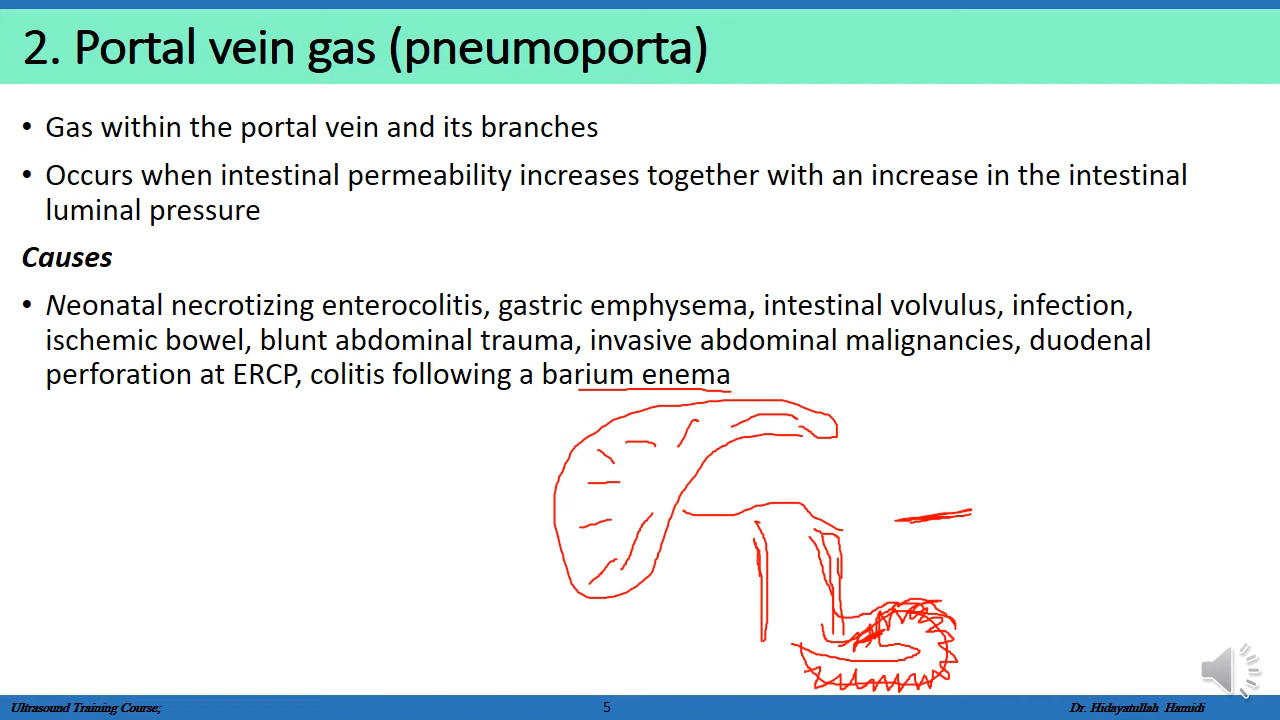 2. Portal vein gas (pneumoporta)
• Gas within the portal vein and its branches
• Occurs when intestinal permeability increases together with an increase in the intestinal
luminal pressure
Causes
• Neonatal necrotizing enterocolitis, gastric emphysema, intestinal volvulus, infection,
ischemic bowel, blunt abdominal trauma, invasive abdominal malignancies, duodenal
perforation at ERCP, colitis following a barium enema
Ultrasound Training Course; 5 Dr. Hidayatullah Hamidi